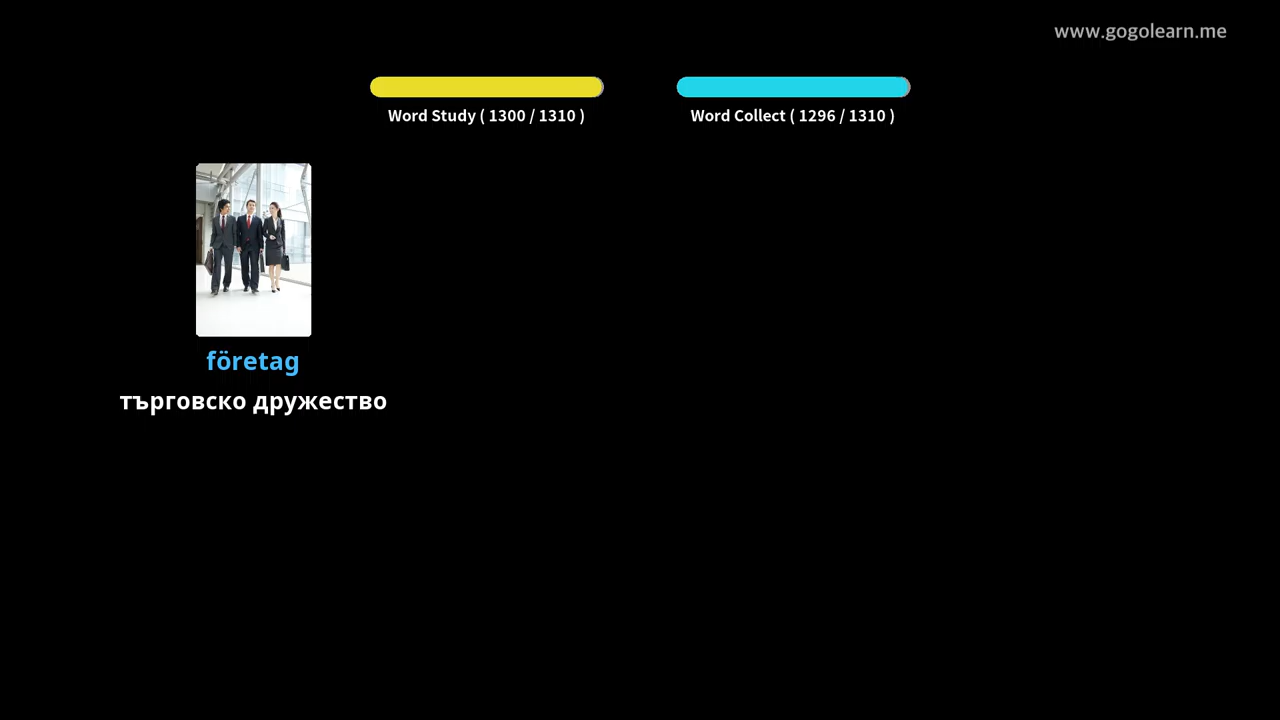 www.gogolearn.me
Word Study ( 1300 / 1310 )
Word Collect ( 1296 / 1310 )
företag
търговско дружество